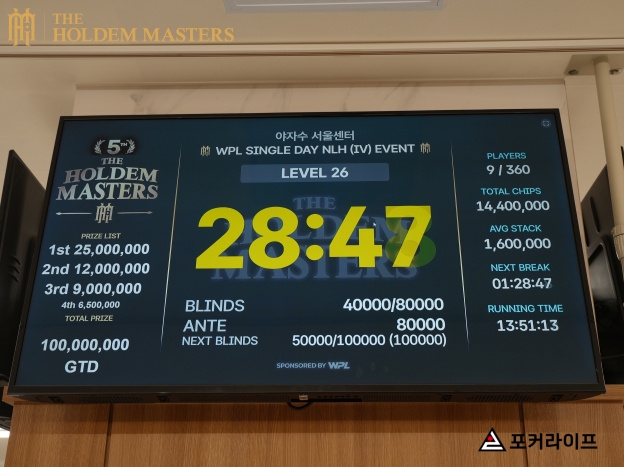 THE
HOLDEM MASTERS
5TH
THE
HOLDEM
MASTERS
PRIZE LIST
1st 25,000,000
2nd 12,000,000
3rd 9,000,000
4th 6,500,000
TOTAL PRIZE
100,000,000
GTD
야자수 서울센터
WPL SINGLE DAY NLH (IV) EVENT
LEVEL 26
THE
HOLDEM
MASTERS
28:47
BLINDS 40000/80000
ANTE 80000
NEXT BLINDS 50000/100000 (100000)
SPONSORED BY WPL
PLAYERS
9 / 360
TOTAL CHIPS
14,400,000
AVG STACK
1,600,000
NEXT BREAK
01:28:47
RUNNING TIME
13:51:13
포커라이프